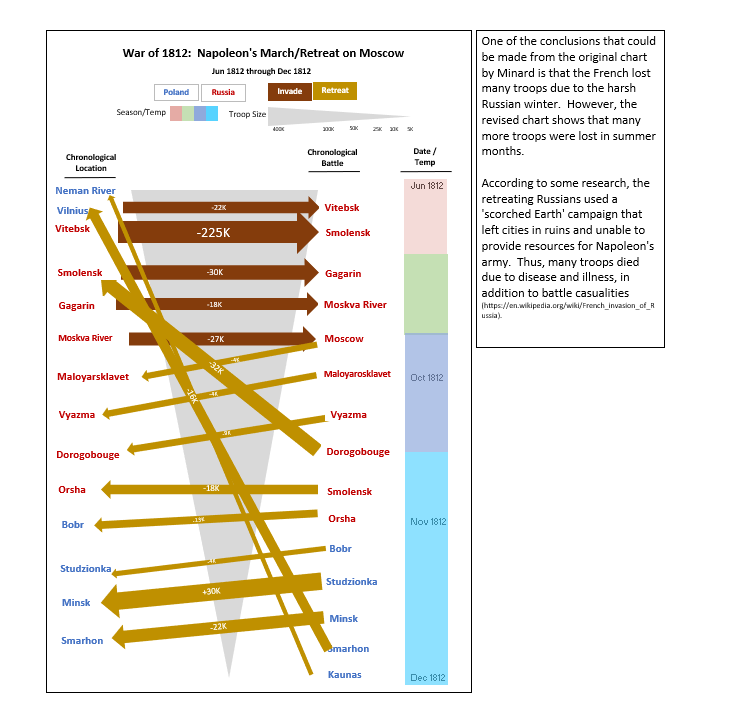 War of 1812: Napoleon's March/Retreat on Moscow
Jun 1812 through Dec 1812
Poland
Russia
Invade
Retreat
Season/Temp
Troop Size
400K
100K
50K
25K
10K
5K
Chronological
Location
Chronological
Battle
Date /
Temp
Neman River
Vilnius
Vitebsk
Smolensk
Gagarin
Moskva River
Maloyarsklavet
Vyazma
Dorogobouge
Orsha
Bobr
Studzionka
Minsk
Smarhon
-22K
-225K
-30K
-18K
-27K
-4K
-32K
-16K
-4K
-18K
-13K
+30K
-22K
Vitebsk
Smolensk
Gagarin
Moskva River
Moscow
Maloyarosklavet
Vyazma
Dorogobouge
Smolensk
Orsha
Bobr
Studzionka
Minsk
Smarhon
Kaunas
Jun 1812
Oct 1812
Nov 1812
Dec 1812
One of the conclusions that could
be made from the original chart
by Minard is that the French lost
many troops due to the harsh
Russian winter. However, the
revised chart shows that many
more troops were lost in summer
months.
According to some research, the
retreating Russians used a
'scorched Earth' campaign that
left cities in ruins and unable to
provide resources for Napoleon's
army. Thus, many troops died
due to disease and illness, in
addition to battle casualities
(https://en.wikipedia.org/wiki/French_invasion_of_R
ussia).